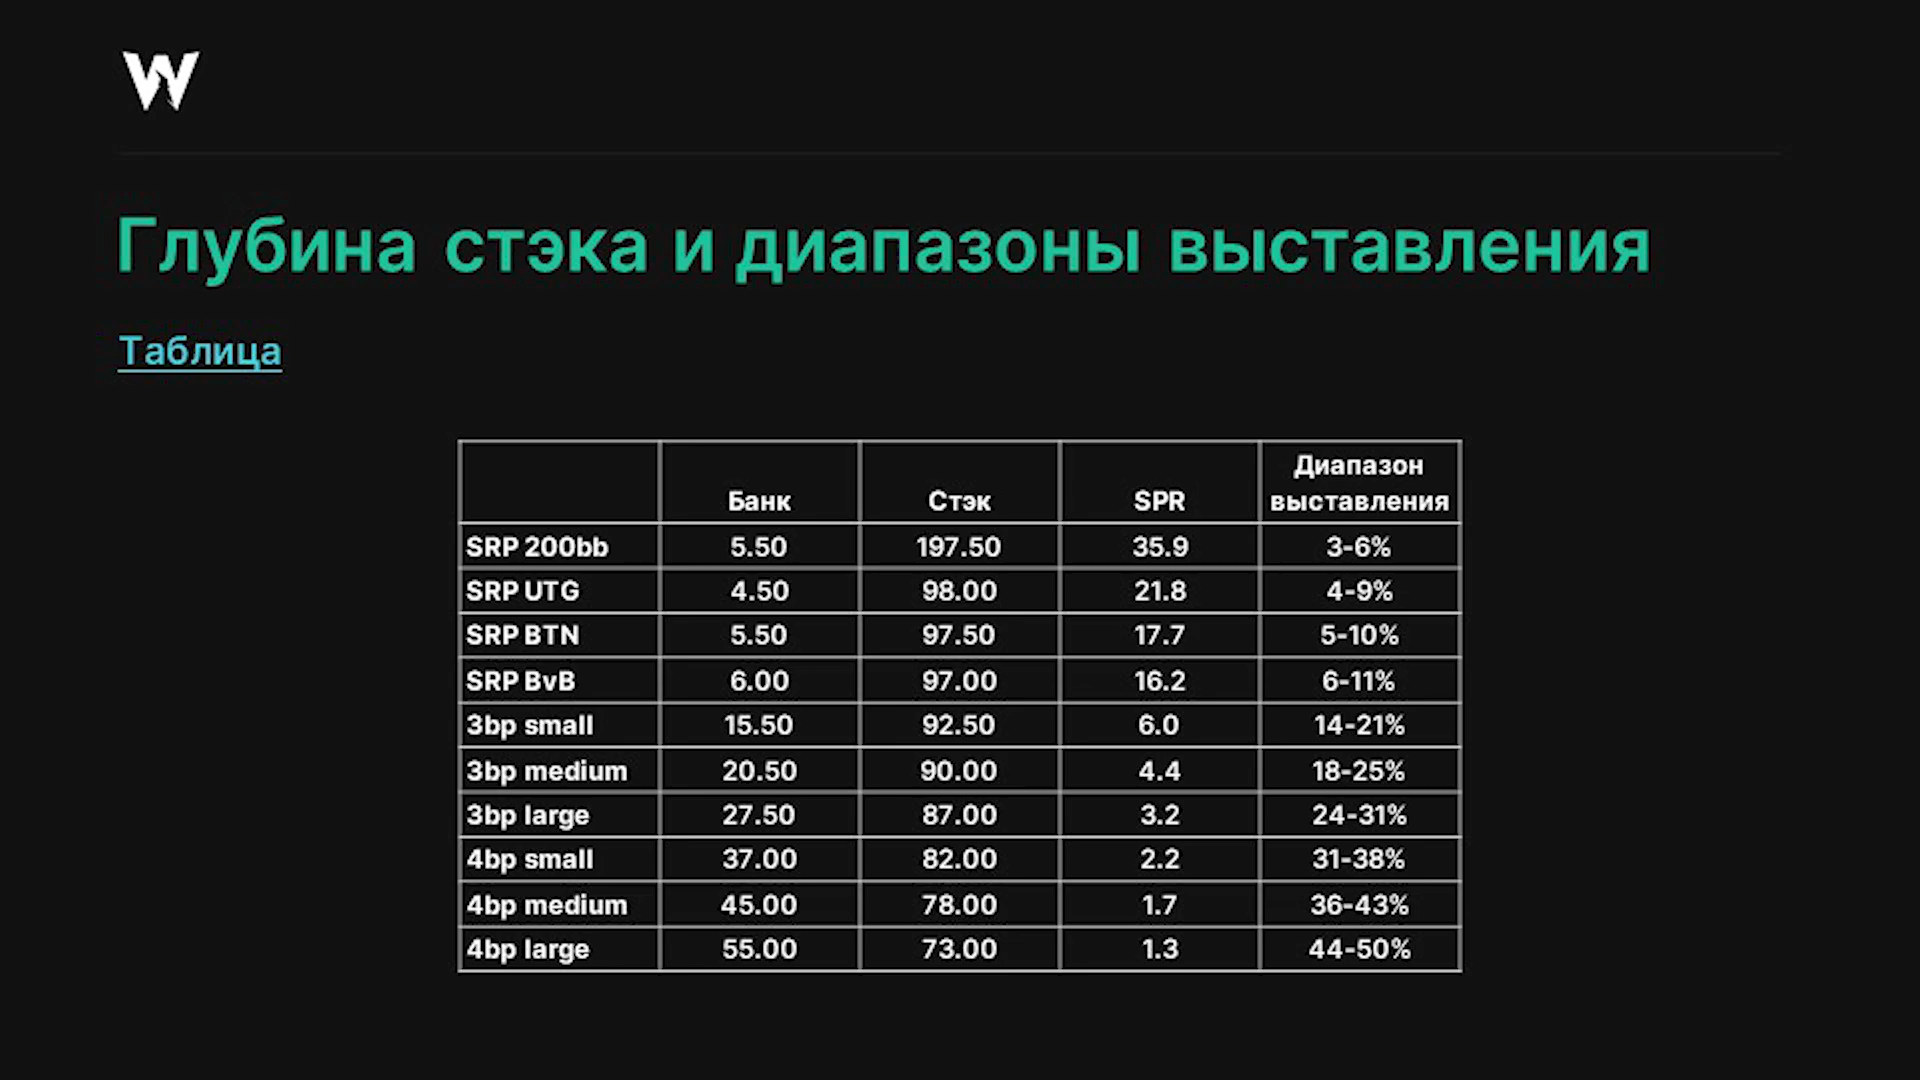 W
Глубина стэка и диапазоны выставления
Таблица
Банк Стэк SPR Диапазон выставления
SRP 200bb 5.50 197.50 35.9 3-6%
SRP UTG 4.50 98.00 21.8 4-9%
SRP BTN 5.50 97.50 17.7 5-10%
SRP BvB 6.00 97.00 16.2 6-11%
3bp small 15.50 92.50 6.0 14-21%
3bp medium 20.50 90.00 4.4 18-25%
3bp large 27.50 87.00 3.2 24-31%
4bp small 37.00 82.00 2.2 31-38%
4bp medium 45.00 78.00 1.7 36-43%
4bp large 55.00 73.00 1.3 44-50%